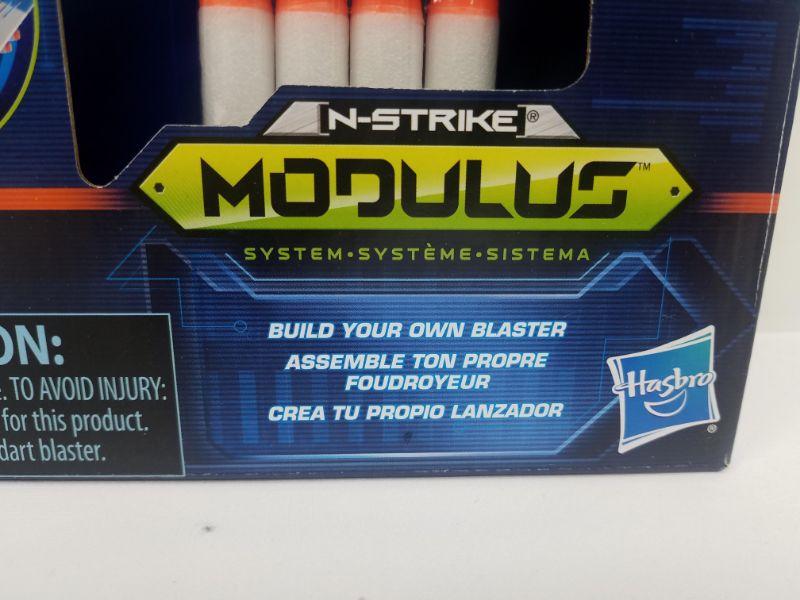 N-STRIKE®
MODULUS™
SYSTEM•SYSTÈME•SISTEMA
BUILD YOUR OWN BLASTER
ASSEMBLE TON PROPRE
FOUDROYEUR
CREA TU PROPIO LANZADOR
Hasbro®
ON:
. TO AVOID INJURY:
for this product.
dart blaster.